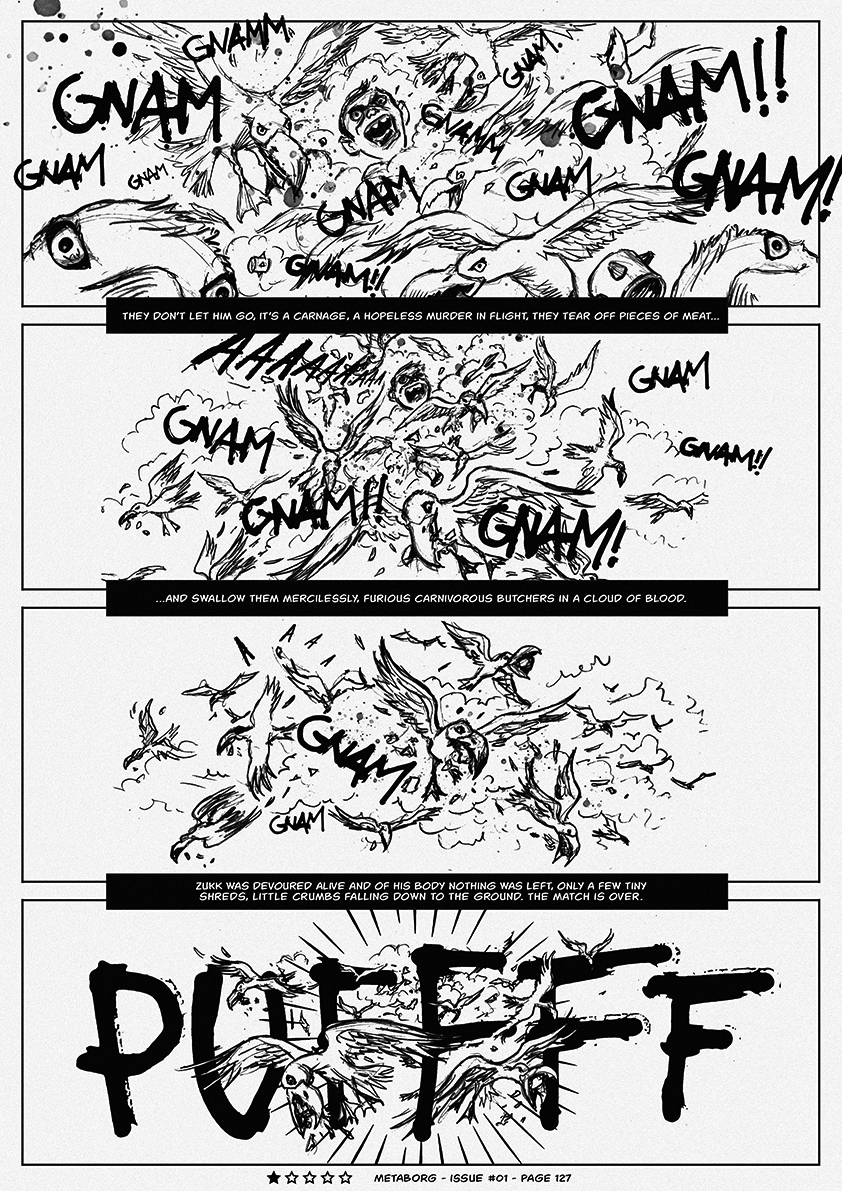 GNAMM
GNAM
GNAM!!
GNAM
GNAMM
GNAM
GNAM
GNAM
GNAM!
GNAM
GNAM!!
THEY DON'T LET HIM GO, IT'S A CARNAGE, A HOPELESS MURDER IN FLIGHT, THEY TEAR OFF PIECES OF MEAT...
AAAAAAAAAA
GNAM
GNAM
GNAM!!
GNAM!!
GNAM!
...AND SWALLOW THEM MERCILESSLY, FURIOUS CARNIVOROUS BUTCHERS IN A CLOUD OF BLOOD.
A A A A
GNAM
GNAM
ZUKK WAS DEVOURED ALIVE AND OF HIS BODY NOTHING WAS LEFT, ONLY A FEW TINY
SHREDS, LITTLE CRUMBS FALLING DOWN TO THE GROUND. THE MATCH IS OVER.
PUFFFF
METABORG - ISSUE #01 - PAGE 127